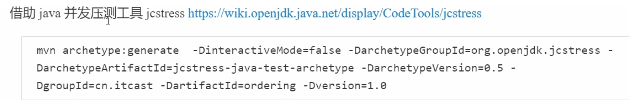 借助 java 并发压测工具 jcstress https://wiki.openjdk.java.net/display/CodeTools/jcstress
mvn archetype:generate  -DinteractiveMode=false -DarchetypeGroupId=org.openjdk.jcstress -
DarchetypeArtifactId=jcstress-java-test-archetype -DarchetypeVersion=0.5 -
DgroupId=cn.itcast -DartifactId=ordering -Dversion=1.0